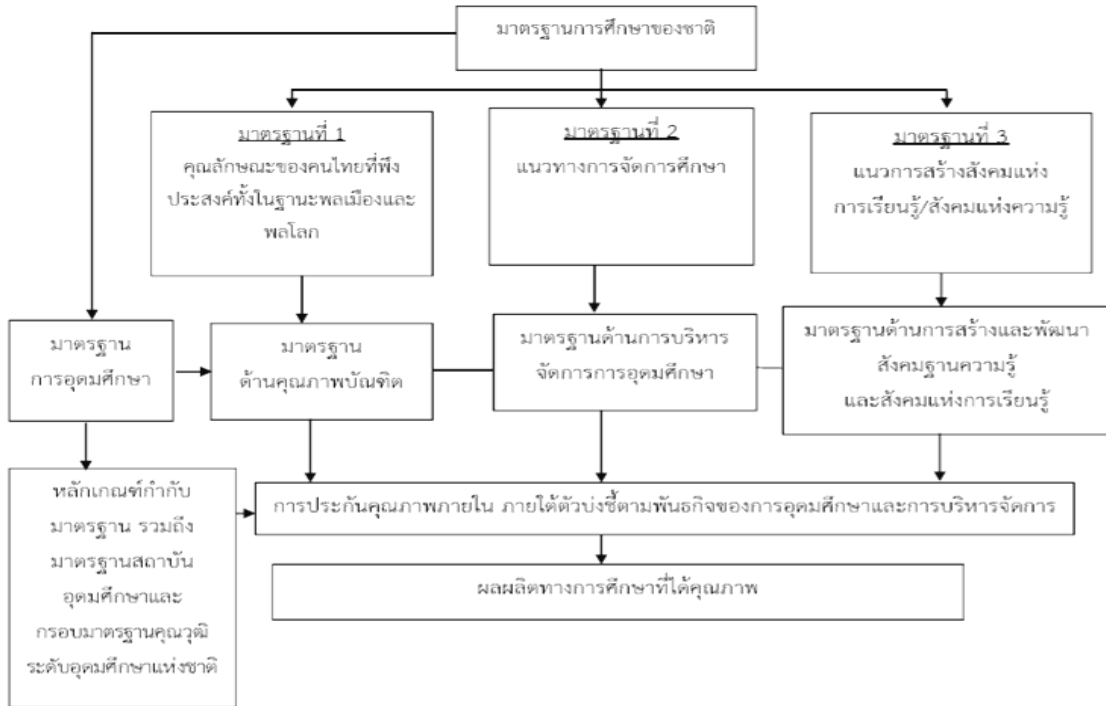 มาตรฐานการศึกษาของชาติ
มาตรฐานที่ 1
คุณลักษณะของคนไทยที่พึง
ประสงค์ทั้งในฐานะพลเมืองและ
พลโลก
มาตรฐานที่ 2
แนวทางการจัดการศึกษา
มาตรฐานที่ 3
แนวการสร้างสังคมแห่ง
การเรียนรู้/สังคมแห่งความรู้
มาตรฐาน
การอุดมศึกษา
มาตรฐาน
ด้านคุณภาพบัณฑิต
มาตรฐานด้านการบริหาร
จัดการการอุดมศึกษา
มาตรฐานด้านการสร้างและพัฒนา
สังคมฐานความรู้
และสังคมแห่งการเรียนรู้
หลักเกณฑ์กำกับ
มาตรฐาน รวมถึง
มาตรฐานสถาบัน
อุดมศึกษาและ
กรอบมาตรฐานคุณวุฒิ
ระดับอุดมศึกษาแห่งชาติ
การประกันคุณภาพภายใน ภายใต้ตัวบ่งชี้ตามพันธกิจของการอุดมศึกษาและการบริหารจัดการ
ผลผลิตทางการศึกษาที่ได้คุณภาพ